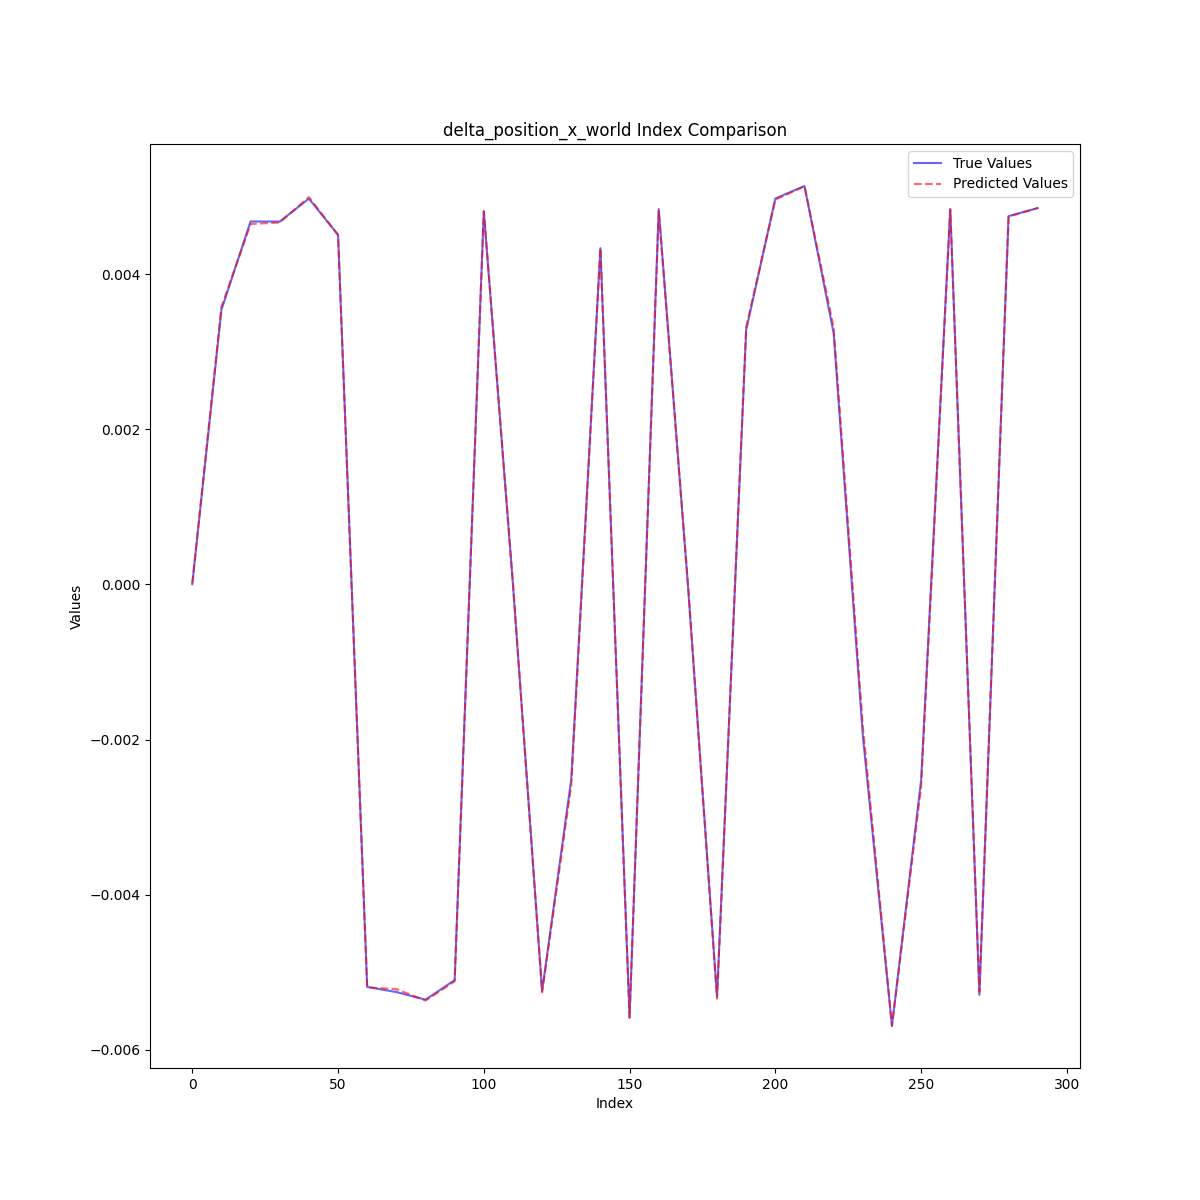 delta_position_x_world Index Comparison
True Values
Predicted Values
0.004
0.002
0.000
−0.002
−0.004
−0.006
Values
0 50 100 150 200 250 300
Index